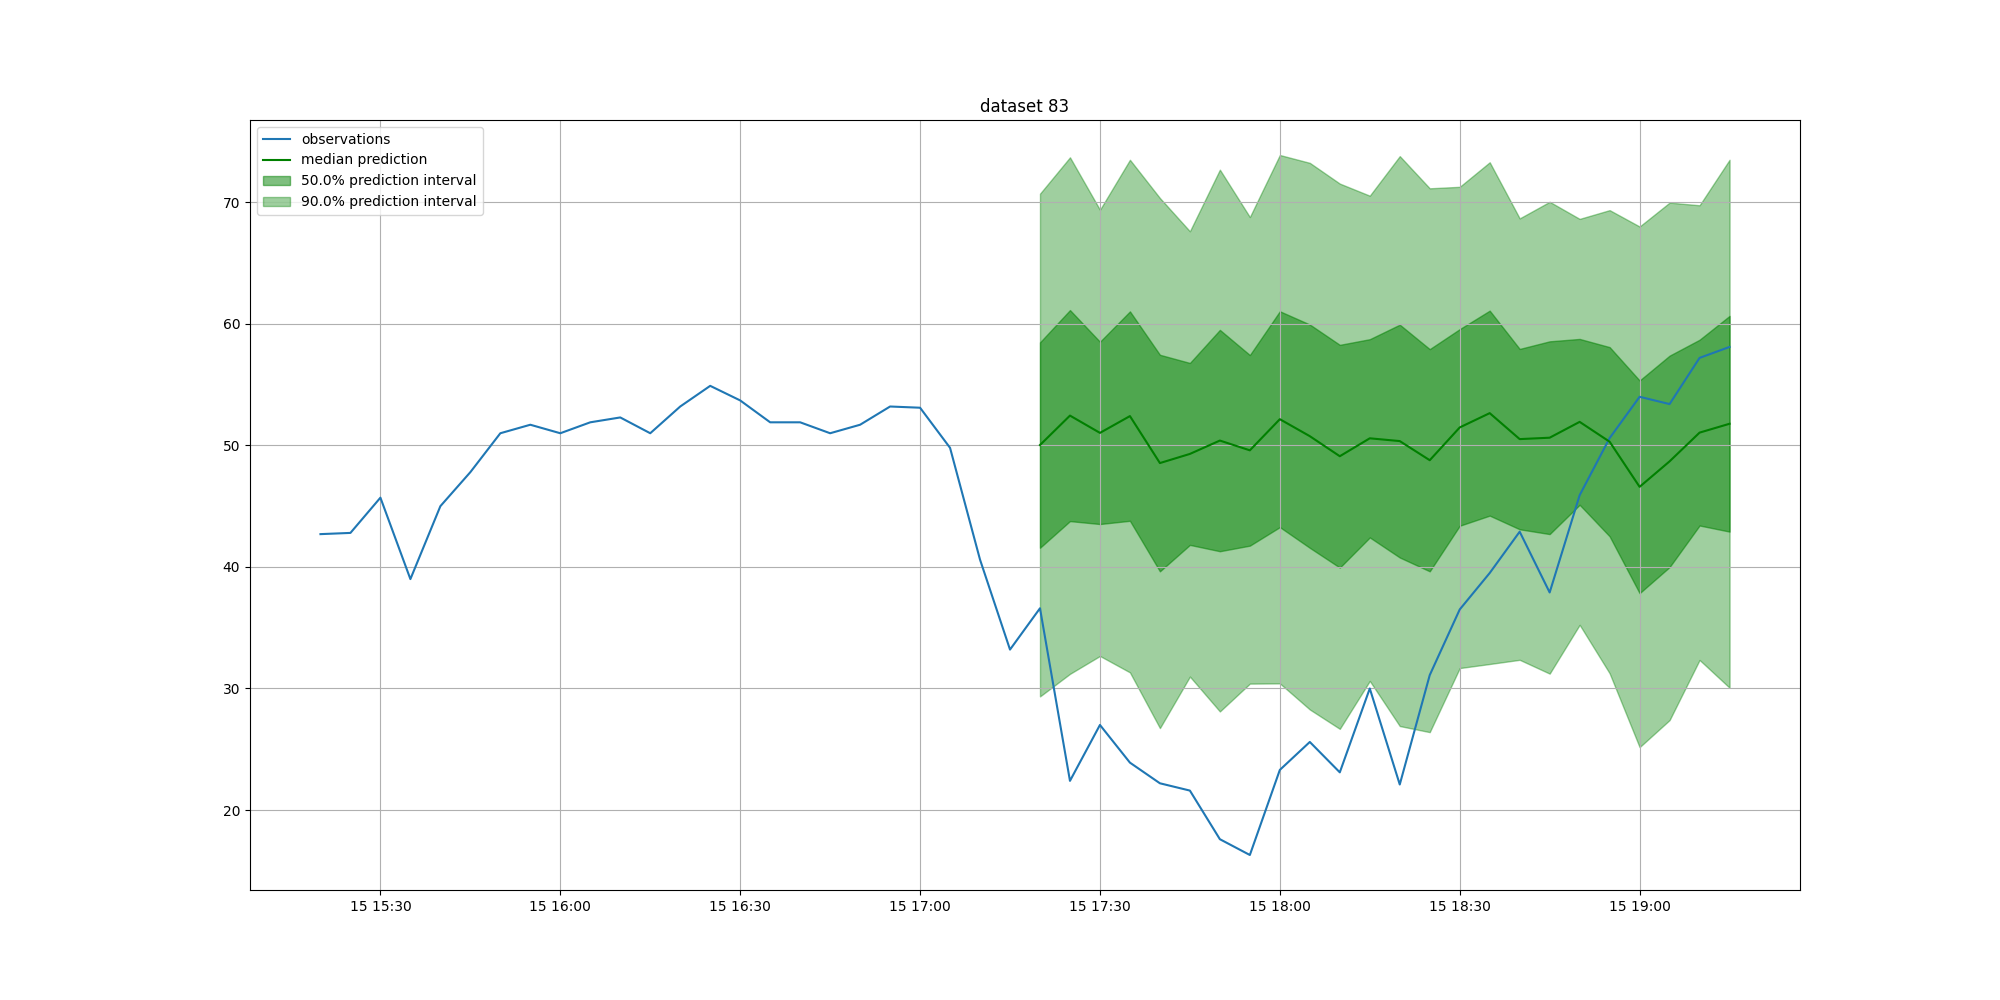 dataset 83
observations
median prediction
50.0% prediction interval
90.0% prediction interval
70
60
50
40
30
20
15 15:30
15 16:00
15 16:30
15 17:00
15 17:30
15 18:00
15 18:30
15 19:00